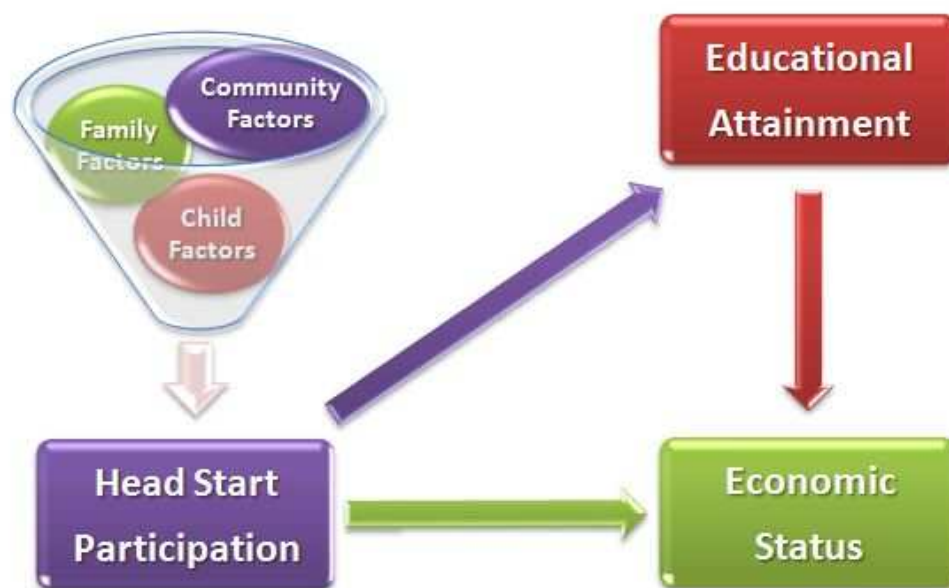 Community
Factors
Family
Factors
Child
Factors
Educational
Attainment
Head Start
Participation
Economic
Status